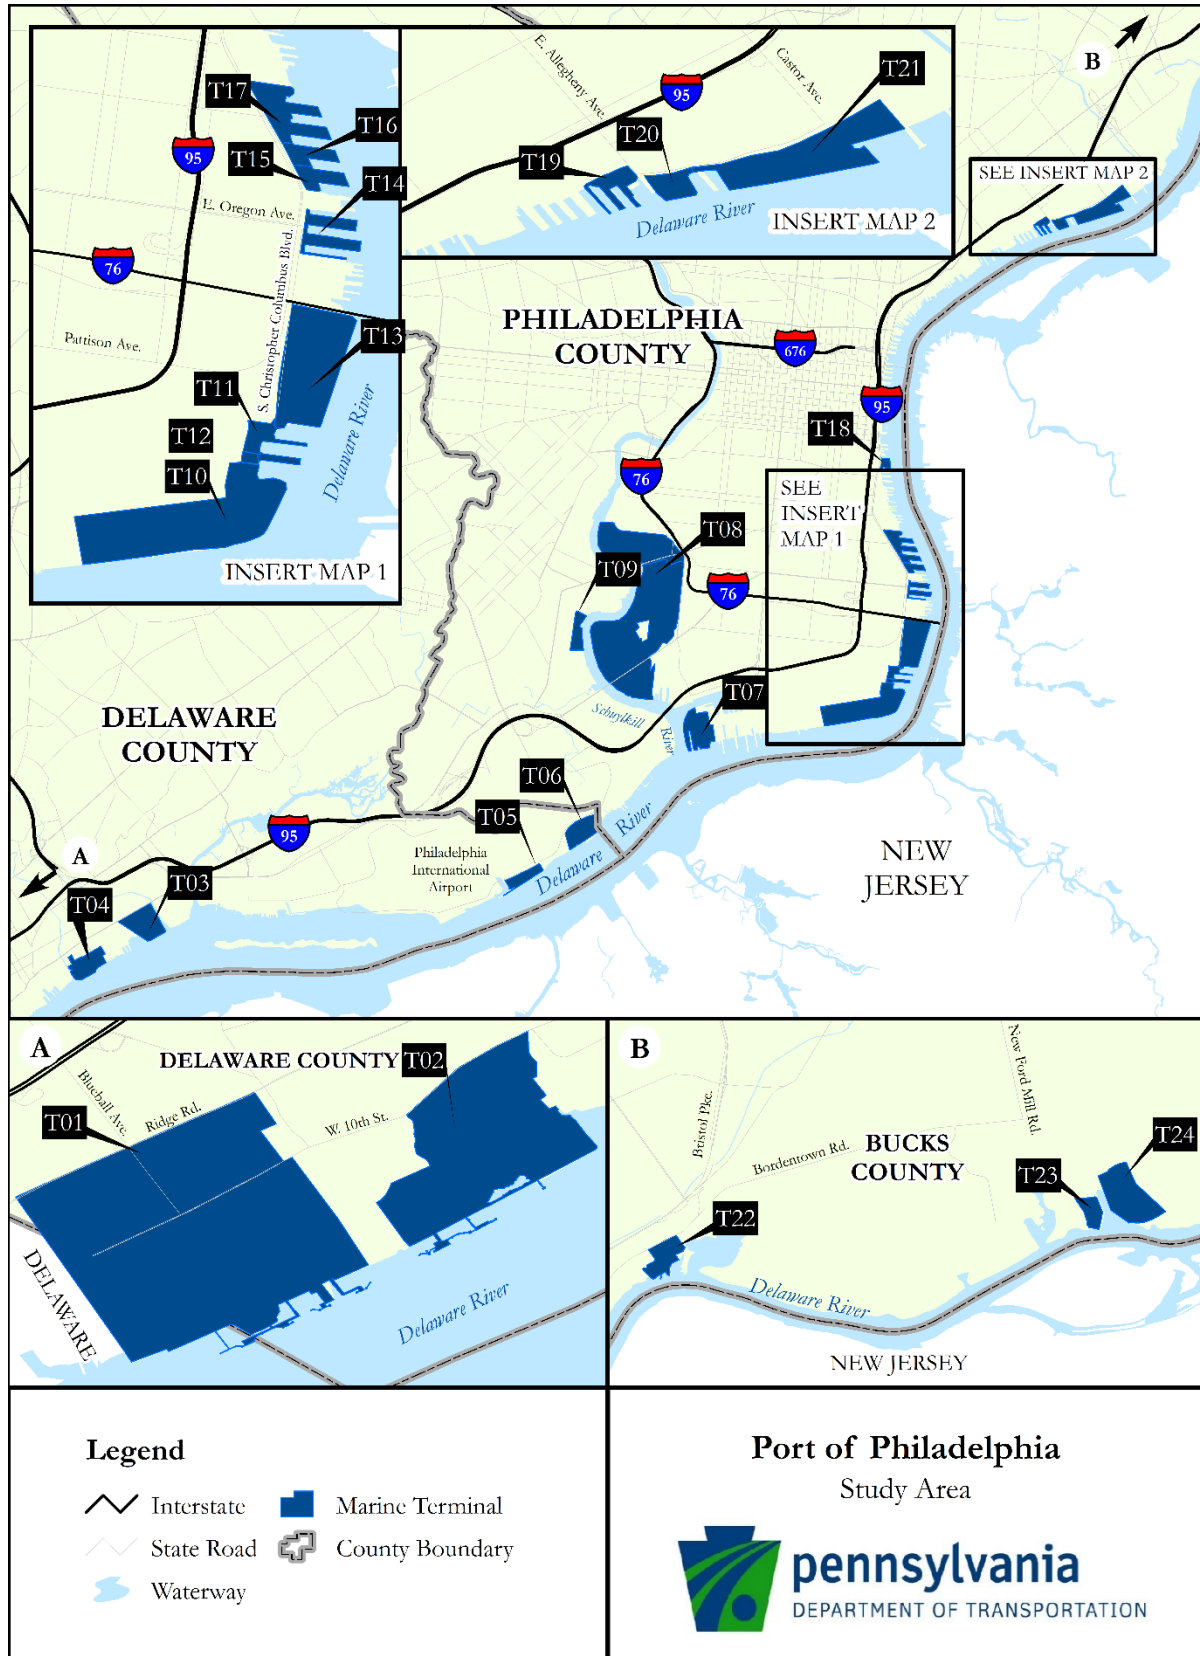 T17
T16
95
T15
T14
E. Oregon Ave.
76
S. Christopher Columbus Blvd.
Pattison Ave.
T13
T11
T12
T10
Delaware River
INSERT MAP 1
E. Allegheny Ave.
95
Castor Ave.
T21
T20
T19
Delaware River
INSERT MAP 2
B
SEE INSERT MAP 2
PHILADELPHIA
COUNTY
676
95
T18
76
SEE
INSERT
MAP 1
T08
T09
76
T07
Schuylkill
River
DELAWARE
COUNTY
T06
T05
95
Philadelphia
International
Airport
Delaware River
NEW
JERSEY
A
T03
T04
A
DELAWARE COUNTY
T02
Blueball Ave.
Ridge Rd.
T01
W. 10th St.
DELAWARE
Delaware River
B
New Ford Mill Rd.
Bristol Pke.
Bordentown Rd.
BUCKS
COUNTY
T24
T23
T22
Delaware River
NEW JERSEY
Legend
Interstate
Marine Terminal
State Road
County Boundary
Waterway
Port of Philadelphia
Study Area
pennsylvania
DEPARTMENT OF TRANSPORTATION